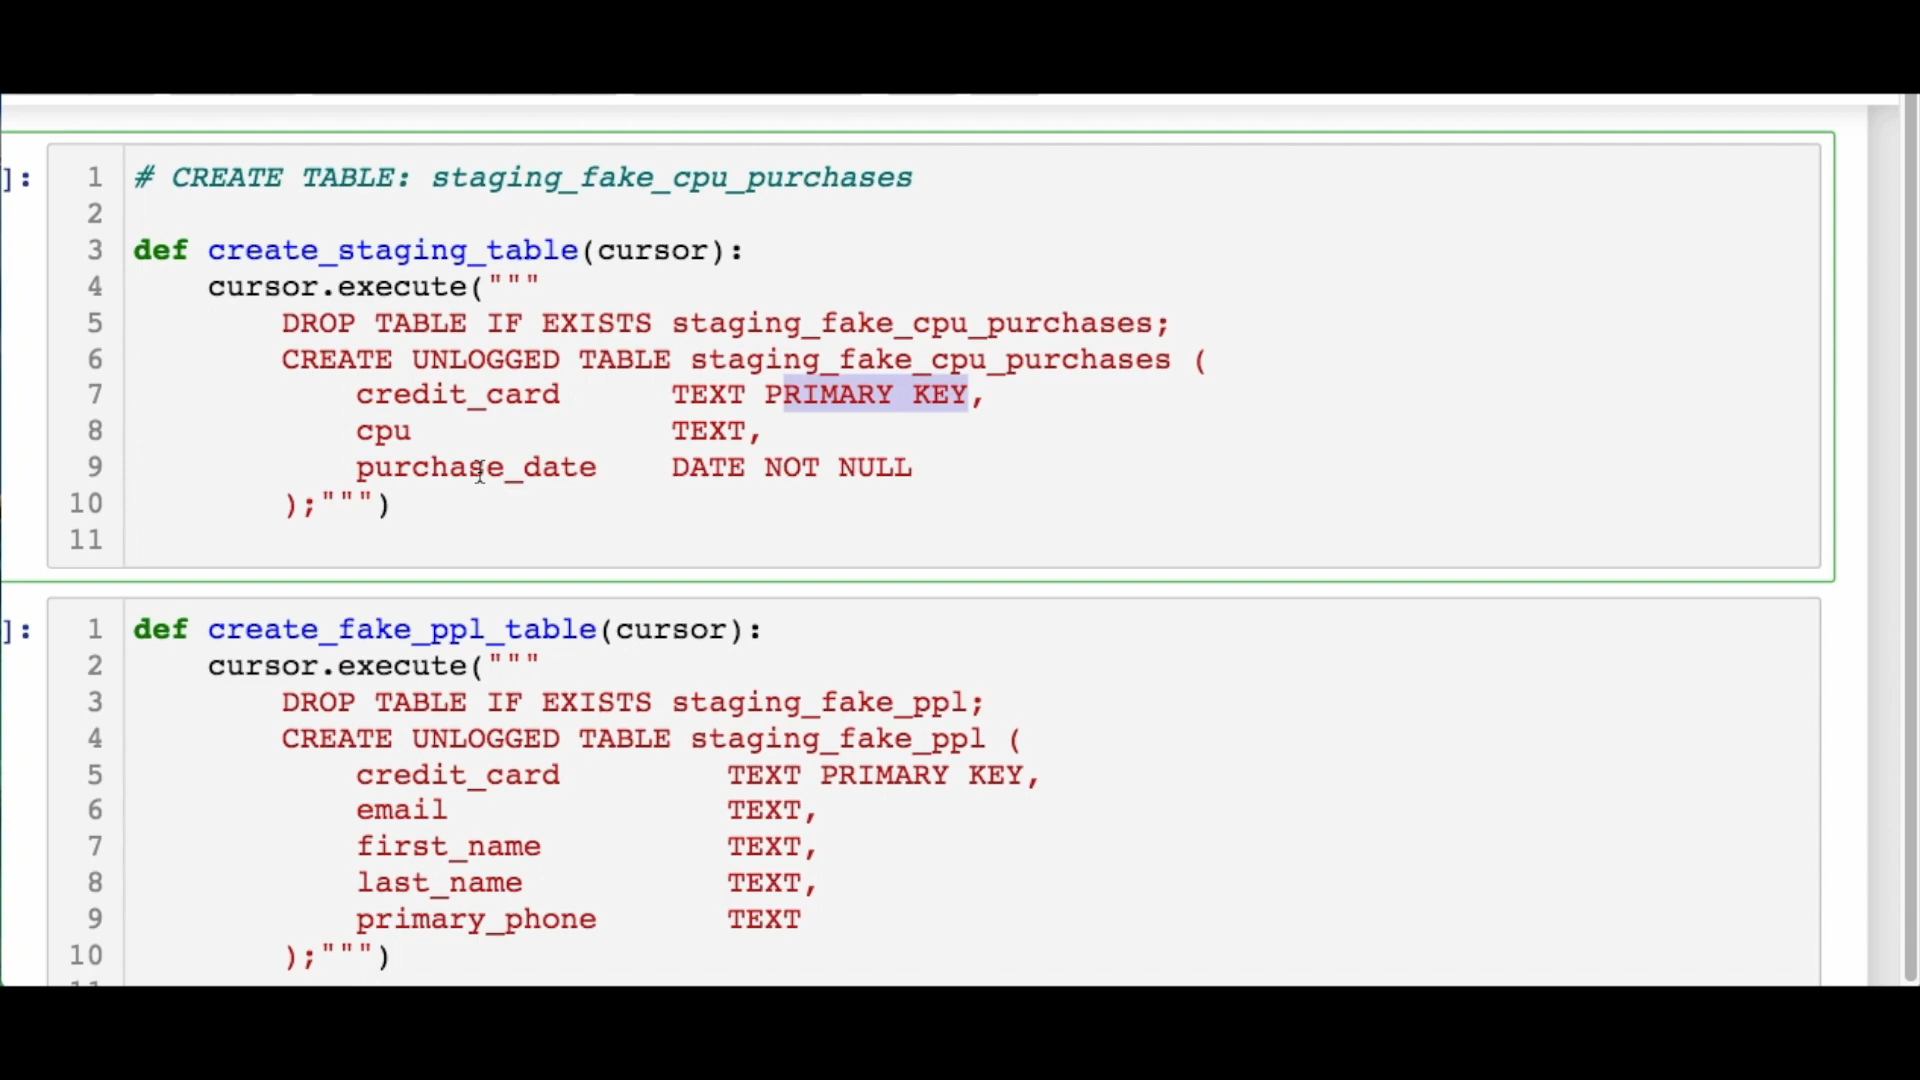 ]:
1 # CREATE TABLE: staging_fake_cpu_purchases
2
3 def create_staging_table(cursor):
4 cursor.execute("""
5 DROP TABLE IF EXISTS staging_fake_cpu_purchases;
6 CREATE UNLOGGED TABLE staging_fake_cpu_purchases (
7 credit_card TEXT PRIMARY KEY,
8 cpu TEXT,
9 purchase_date DATE NOT NULL
10 );""")
11
]:
1 def create_fake_ppl_table(cursor):
2 cursor.execute("""
3 DROP TABLE IF EXISTS staging_fake_ppl;
4 CREATE UNLOGGED TABLE staging_fake_ppl (
5 credit_card TEXT PRIMARY KEY,
6 email TEXT,
7 first_name TEXT,
8 last_name TEXT,
9 primary_phone TEXT
10 );""")